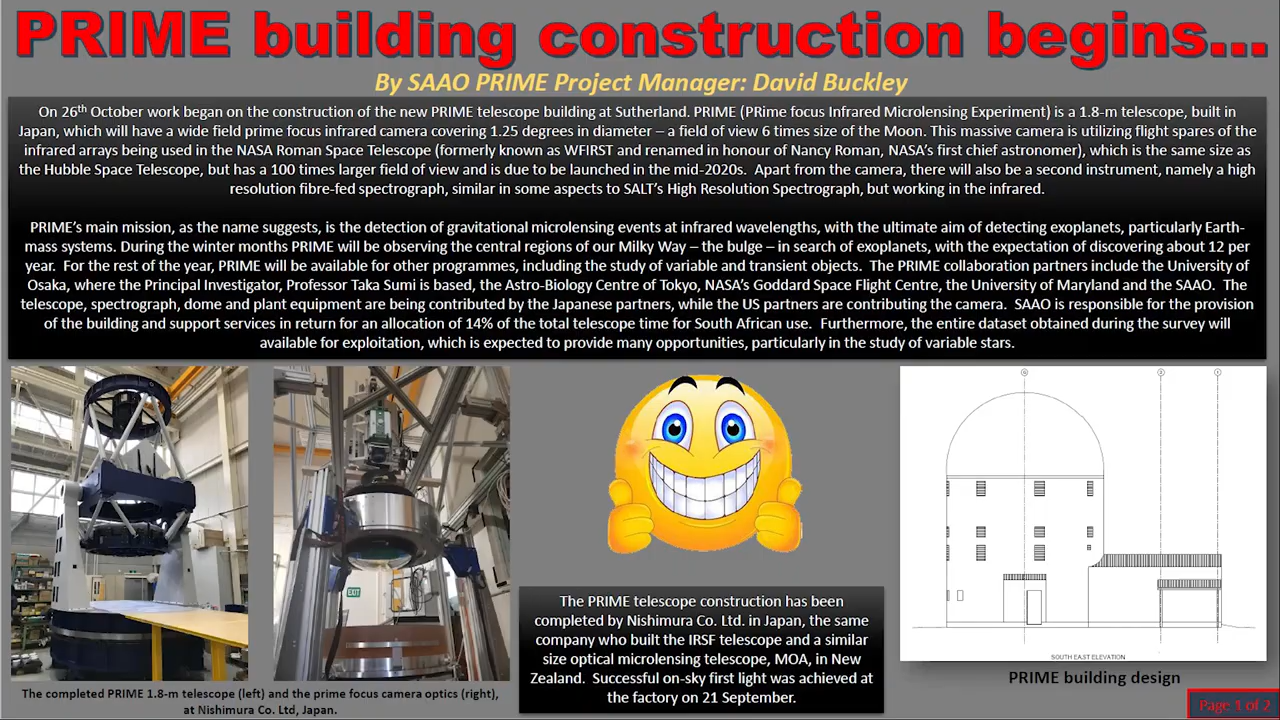 PRIME building construction begins...
By SAAO PRIME Project Manager: David Buckley
On 26th October work began on the construction of the new PRIME telescope building at Sutherland. PRIME (PRime focus Infrared Microlensing Experiment) is a 1.8-m telescope, built in
Japan, which will have a wide field prime focus infrared camera covering 1.25 degrees in diameter – a field of view 6 times size of the Moon. This massive camera is utilizing flight spares of the
infrared arrays being used in the NASA Roman Space Telescope (formerly known as WFIRST and renamed in honour of Nancy Roman, NASA's first chief astronomer), which is the same size as
the Hubble Space Telescope, but has a 100 times larger field of view and is due to be launched in the mid-2020s. Apart from the camera, there will also be a second instrument, namely a high
resolution fibre-fed spectrograph, similar in some aspects to SALT's High Resolution Spectrograph, but working in the infrared.
PRIME's main mission, as the name suggests, is the detection of gravitational microlensing events at infrared wavelengths, with the ultimate aim of detecting exoplanets, particularly Earth-
mass systems. During the winter months PRIME will be observing the central regions of our Milky Way – the bulge – in search of exoplanets, with the expectation of discovering about 12 per
year. For the rest of the year, PRIME will be available for other programmes, including the study of variable and transient objects. The PRIME collaboration partners include the University of
Osaka, where the Principal Investigator, Professor Taka Sumi is based, the Astro-Biology Centre of Tokyo, NASA's Goddard Space Flight Centre, the University of Maryland and the SAAO. The
telescope, spectrograph, dome and plant equipment are being contributed by the Japanese partners, while the US partners are contributing the camera. SAAO is responsible for the provision
of the building and support services in return for an allocation of 14% of the total telescope time for South African use. Furthermore, the entire dataset obtained during the survey will
available for exploitation, which is expected to provide many opportunities, particularly in the study of variable stars.
EXIT
The PRIME telescope construction has been
completed by Nishimura Co. Ltd. in Japan, the same
company who built the IRSF telescope and a similar
size optical microlensing telescope, MOA, in New
Zealand. Successful on-sky first light was achieved at
the factory on 21 September.
SOUTH EAST ELEVATION
PRIME building design
The completed PRIME 1.8-m telescope (left) and the prime focus camera optics (right),
at Nishimura Co. Ltd, Japan.
Page 1 of 2